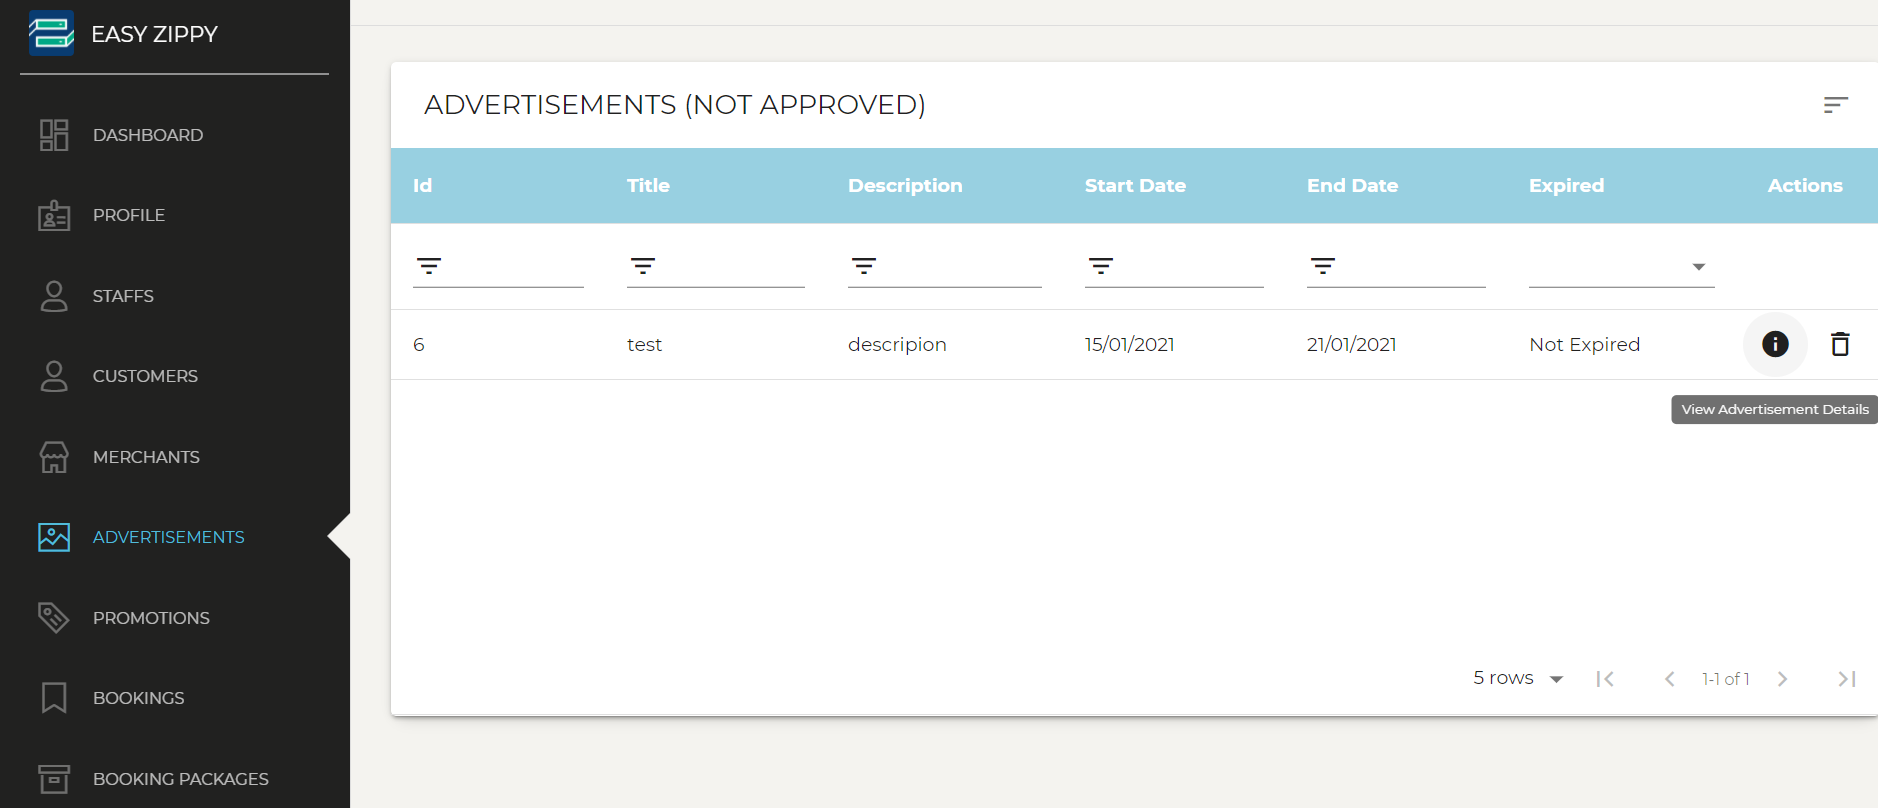 EASY ZIPPY
DASHBOARD
PROFILE
STAFFS
CUSTOMERS
MERCHANTS
ADVERTISEMENTS
PROMOTIONS
BOOKINGS
BOOKING PACKAGES
ADVERTISEMENTS (NOT APPROVED)
Id Title Description Start Date End Date Expired Actions
6 test descripion 15/01/2021 21/01/2021 Not Expired
View Advertisement Details
5 rows 1-1 of 1